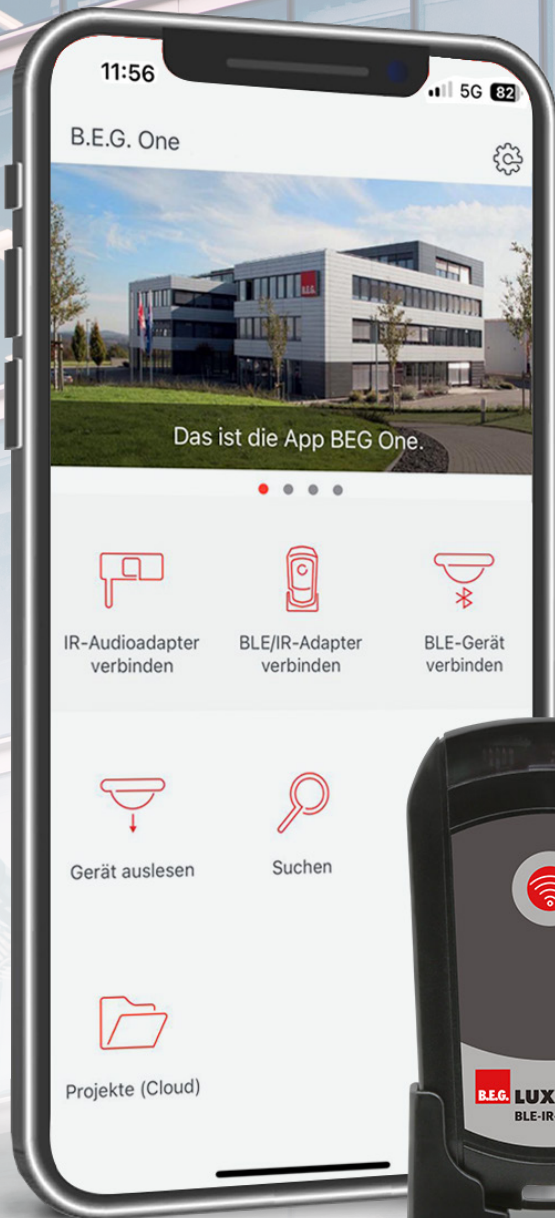 11:56
5G 82
B.E.G. One
B.E.G.
Das ist die App BEG One.
IR-Audioadapter
verbinden
BLE/IR-Adapter
verbinden
BLE-Gerät
verbinden
Gerät auslesen
Suchen
Projekte (Cloud)
B.E.G. LUX
BLE-IR-